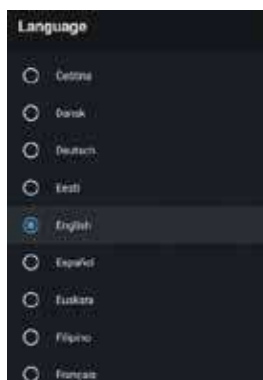 Language
Čeština
Dansk
Deutsch
Eesti
English
Español
Euskara
Filipino
Français